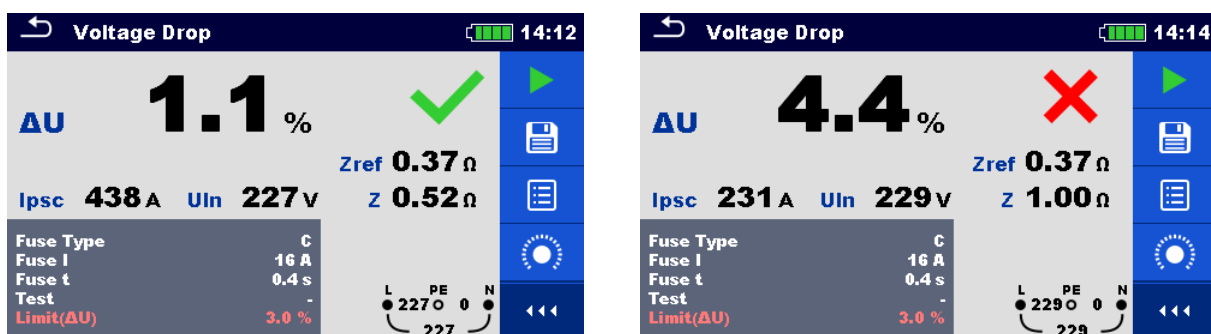 Voltage Drop 14:12
ΔU 1.1 %
Zref 0.37 Ω
Ipsc 438 A Uln 227 V Z 0.52 Ω
Fuse Type C
Fuse I 16 A
Fuse t 0.4 s
Test -
Limit(ΔU) 3.0 %
L PE N
227 0
227
Voltage Drop 14:14
ΔU 4.4 %
Zref 0.37 Ω
Ipsc 231 A Uln 229 V Z 1.00 Ω
Fuse Type C
Fuse I 16 A
Fuse t 0.4 s
Test -
Limit(ΔU) 3.0 %
L PE N
229 0
229